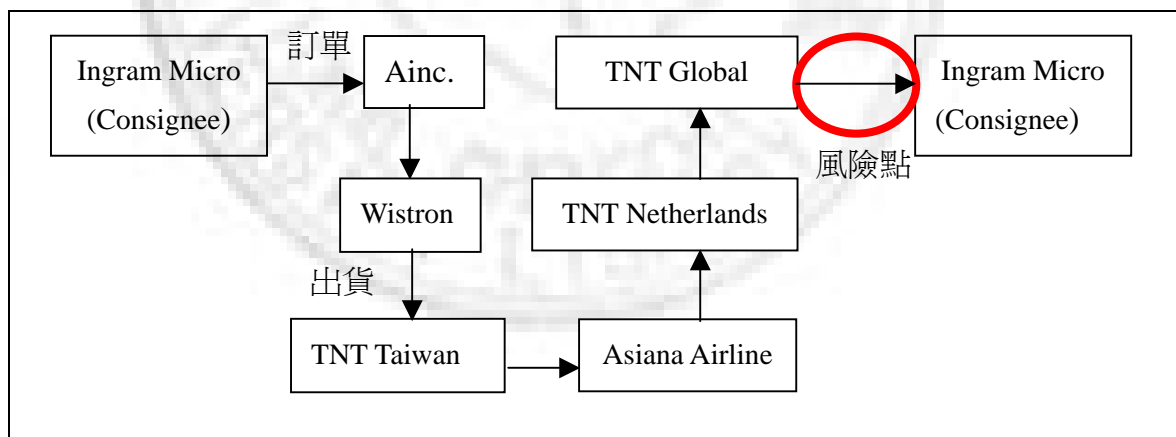 Ingram Micro
(Consignee)
訂單
Ainc.
Wistron
出貨
TNT Taiwan
Asiana Airline
TNT Netherlands
TNT Global
風險點
Ingram Micro
(Consignee)